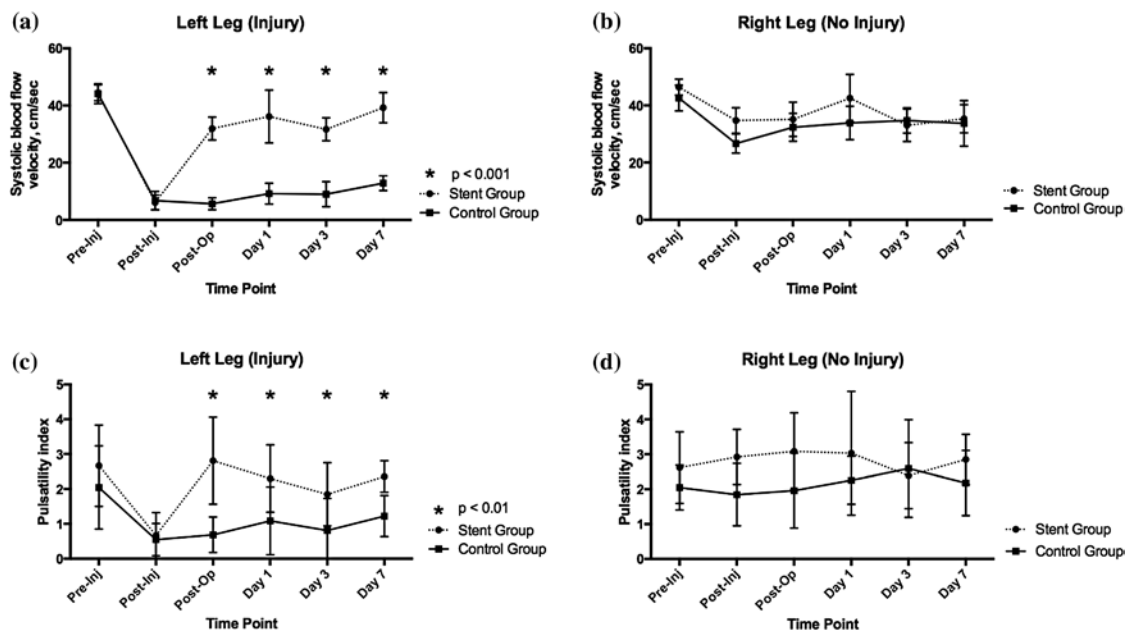 (a)
Left Leg (Injury)
Systolic blood flow
velocity, cm/sec
60
40
20
0
* * * *
* p < 0.001
Stent Group
Control Group
Pre-Inj
Post-Inj
Post-Op
Day 1
Day 3
Day 7
Time Point
(b)
Right Leg (No Injury)
Systolic blood flow
velocity, cm/sec
60
40
20
0
Stent Group
Control Group
Pre-Inj
Post-Inj
Post-Op
Day 1
Day 3
Day 7
Time Point
(c)
Left Leg (Injury)
Pulsatility index
5
4
3
2
1
0
* * * *
* p < 0.01
Stent Group
Control Group
Pre-Inj
Post-Inj
Post-Op
Day 1
Day 3
Day 7
Time Point
(d)
Right Leg (No Injury)
Pulsatility index
5
4
3
2
1
0
Stent Group
Control Group
Pre-Inj
Post-Inj
Post-Op
Day 1
Day 3
Day 7
Time Point